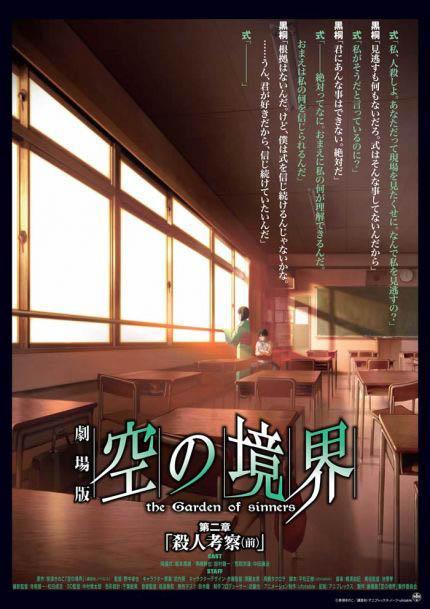 式「私、人殺しよ。あなただって現場を見たくせに。なんで私を見逃すの？」
黒桐「見逃すも何もないだろ。式はそんな事してないんだから」
式「私がそうだと言っているのに？」
黒桐「君にあんな事はできない。絶対だ」
式「――絶対ってなに。おまえに私の何が理解できるんだ。
おまえは私の何を信じられるんだ」
黒桐「根拠はないんだ。けど、僕は式を信じ続けるんじゃないかな。
……うん、君が好きだから、信じ続けていたいんだ」
式「――」
劇場版
空の境界
the Garden of sinners
第二章
「殺人考察(前)」
CAST
STAFF